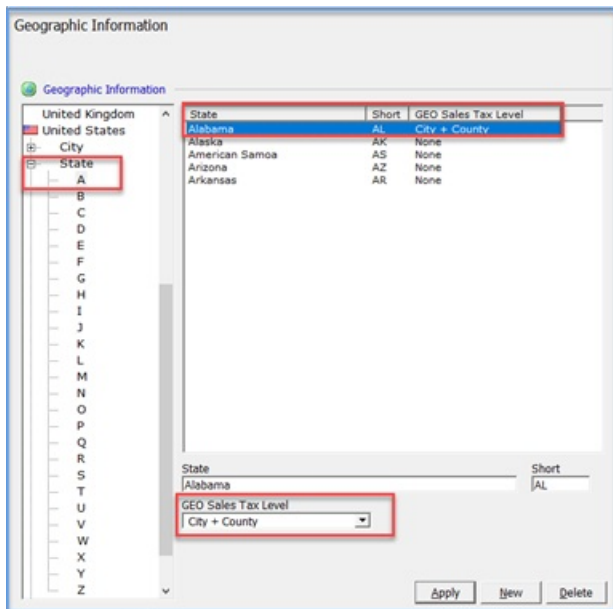 Geographic Information
Geographic Information
United Kingdom
United States
City
State
A
B
C
D
E
F
G
H
I
J
K
L
M
N
O
P
Q
R
S
T
U
V
W
X
Y
Z
State Short GEO Sales Tax Level
Alabama AL City + County
Alaska AK None
American Samoa AS None
Arizona AZ None
Arkansas AR None
State Short
Alabama AL
GEO Sales Tax Level
City + County
Apply New Delete